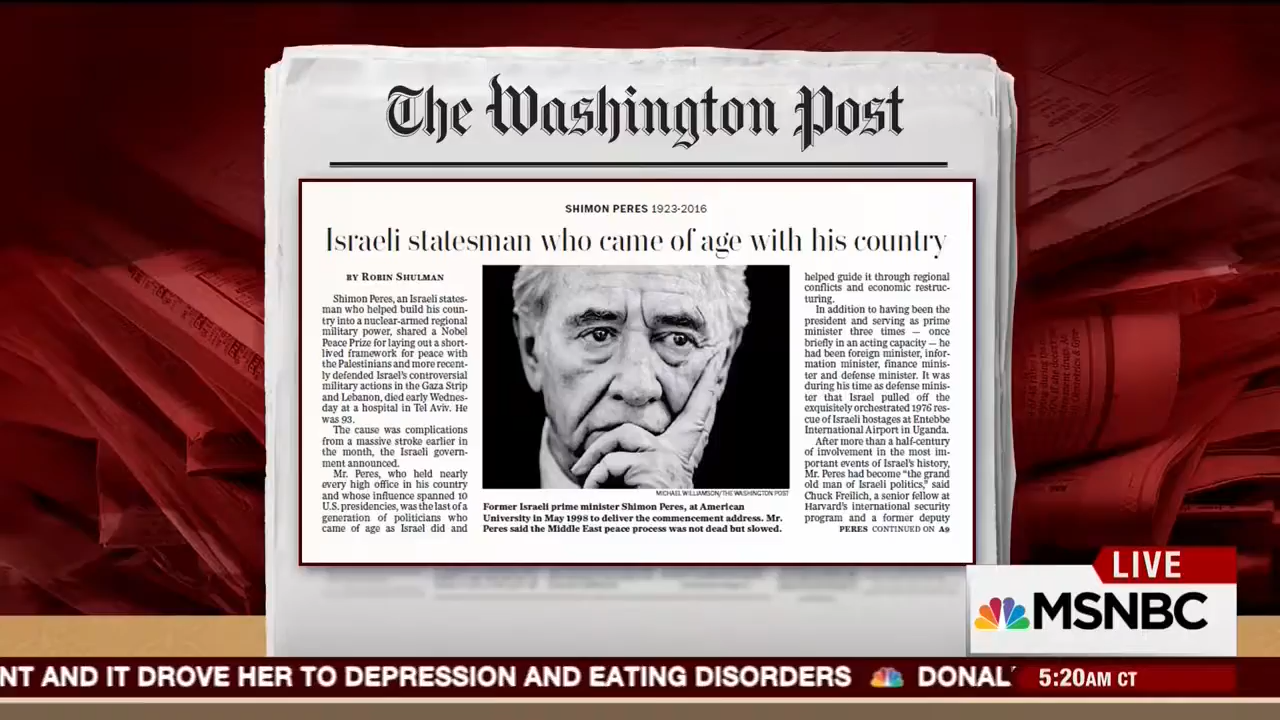 The Washington Post
SHIMON PERES 1923-2016
Israeli statesman who came of age with his country
BY ROBIN SHULMAN
Shimon Peres, an Israeli states-
man who helped build his coun-
try into a nuclear-armed regional
military power, shared a Nobel
Peace Prize for laying out a short-
lived framework for peace with
the Palestinians and more recent-
ly defended Israel's controversial
military actions in the Gaza Strip
and Lebanon, died early Wednes-
day at a hospital in Tel Aviv. He
was 93.
The cause was complications
from a massive stroke earlier in
the month, the Israeli govern-
ment announced.
Mr. Peres, who held nearly
every high office in his country
and whose influence spanned 10
U.S. presidencies, was the last of a
generation of politicians who
came of age as Israel did and
MICHAEL WILLIAMSON/THE WASHINGTON POST
Former Israeli prime minister Shimon Peres, at American
University in May 1998 to deliver the commencement address. Mr.
Peres said the Middle East peace process was not dead but slowed.
helped guide it through regional
conflicts and economic restruc-
turing.
In addition to having been the
president and serving as prime
minister three times — once
briefly in an acting capacity — he
had been foreign minister, infor-
mation minister, finance minis-
ter and defense minister. It was
during his time as defense minis-
ter that Israel pulled off the
exquisitely orchestrated 1976 res-
cue of Israeli hostages at Entebbe
International Airport in Uganda.
After more than a half-century
of involvement in the most im-
portant events of Israel's history,
Mr. Peres had become "the grand
old man of Israeli politics," said
Chuck Freilich, a senior fellow at
Harvard's international security
program and a former deputy
PERES CONTINUED ON A9
LIVE
MSNBC
NT AND IT DROVE HER TO DEPRESSION AND EATING DISORDERS DONAL
5:20AM CT